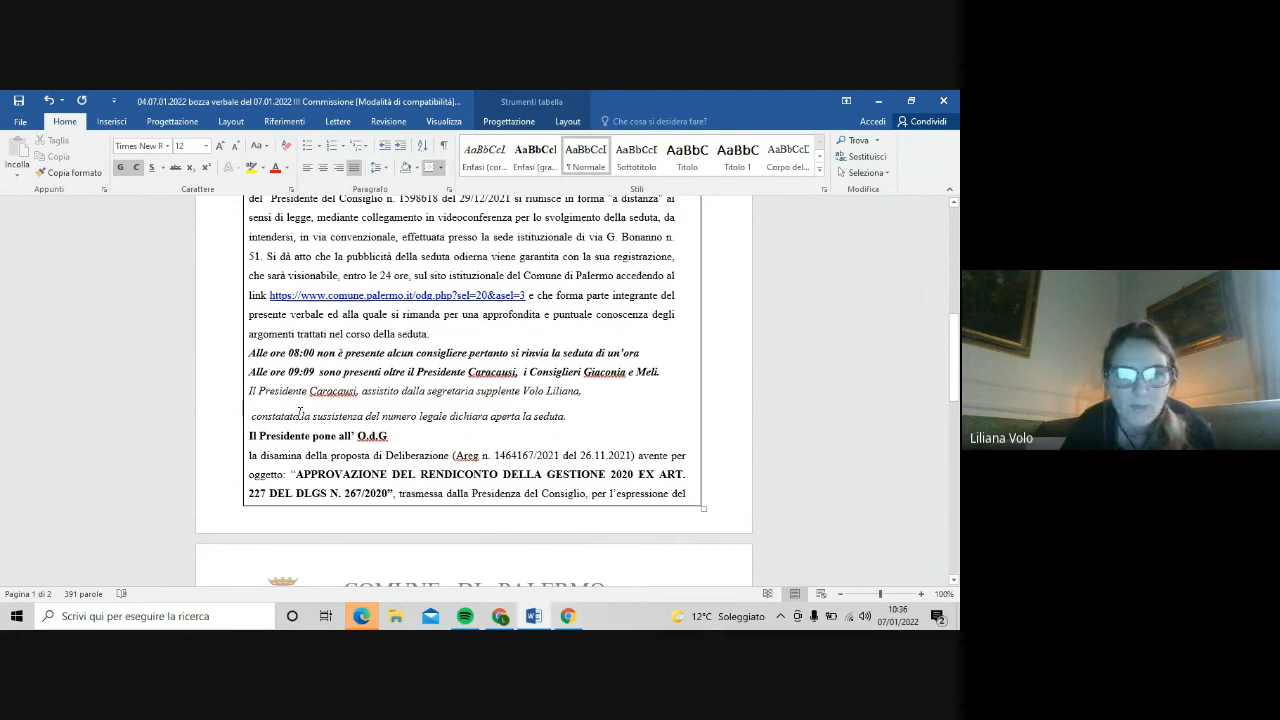 04.07.01.2022 bozza verbale del 07.01.2022 III Commissione [Modalità di compatibilità]...
Strumenti tabella
File Home Inserisci Progettazione Layout Riferimenti Lettere Revisione Visualizza Progettazione Layout Che cosa si desidera fare? Accedi Condividi
Incolla
Taglia
Copia
Copia formato
Times New R 12
AaBbCcL AaBbCcI AaBbCcI AaBbCcD AaBbC AaBbC AaBbCcD
Enfasi (cor... Enfasi (gra... ¶ Normale Sottotitolo Titolo Titolo 1 Corpo del...
Trova
Sostituisci
Seleziona
Appunti Carattere Paragrafo Stili Modifica
del Presidente del Consiglio n. 1598618 del 29/12/2021 si riunisce in forma "a distanza" ai
sensi di legge, mediante collegamento in videoconferenza per lo svolgimento della seduta, da
intendersi, in via convenzionale, effettuata presso la sede istituzionale di via G. Bonanno n.
51. Si dà atto che la pubblicità della seduta odierna viene garantita con la sua registrazione,
che sarà visionabile, entro le 24 ore, sul sito istituzionale del Comune di Palermo accedendo al
link https://www.comune.palermo.it/odg.php?sel=20&asel=3 e che forma parte integrante del
presente verbale ed alla quale si rimanda per una approfondita e puntuale conoscenza degli
argomenti trattati nel corso della seduta.
Alle ore 08:00 non è presente alcun consigliere pertanto si rinvia la seduta di un'ora
Alle ore 09:09 sono presenti oltre il Presidente Caracausi, i Consiglieri Giaconia e Meli.
Il Presidente Caracausi, assistito dalla segretaria supplente Volo Liliana,
constatata la sussistenza del numero legale dichiara aperta la seduta.
Il Presidente pone all' O.d.G
la disamina della proposta di Deliberazione (Areg n. 1464167/2021 del 26.11.2021) avente per
oggetto: "APPROVAZIONE DEL RENDICONTO DELLA GESTIONE 2020 EX ART.
227 DEL DLGS N. 267/2020", trasmessa dalla Presidenza del Consiglio, per l'espressione del
COMUNE DI PALERMO
Pagina 1 di 2 391 parole 100%
Scrivi qui per eseguire la ricerca
12°C Soleggiato
10:36
07/01/2022
2
Liliana Volo